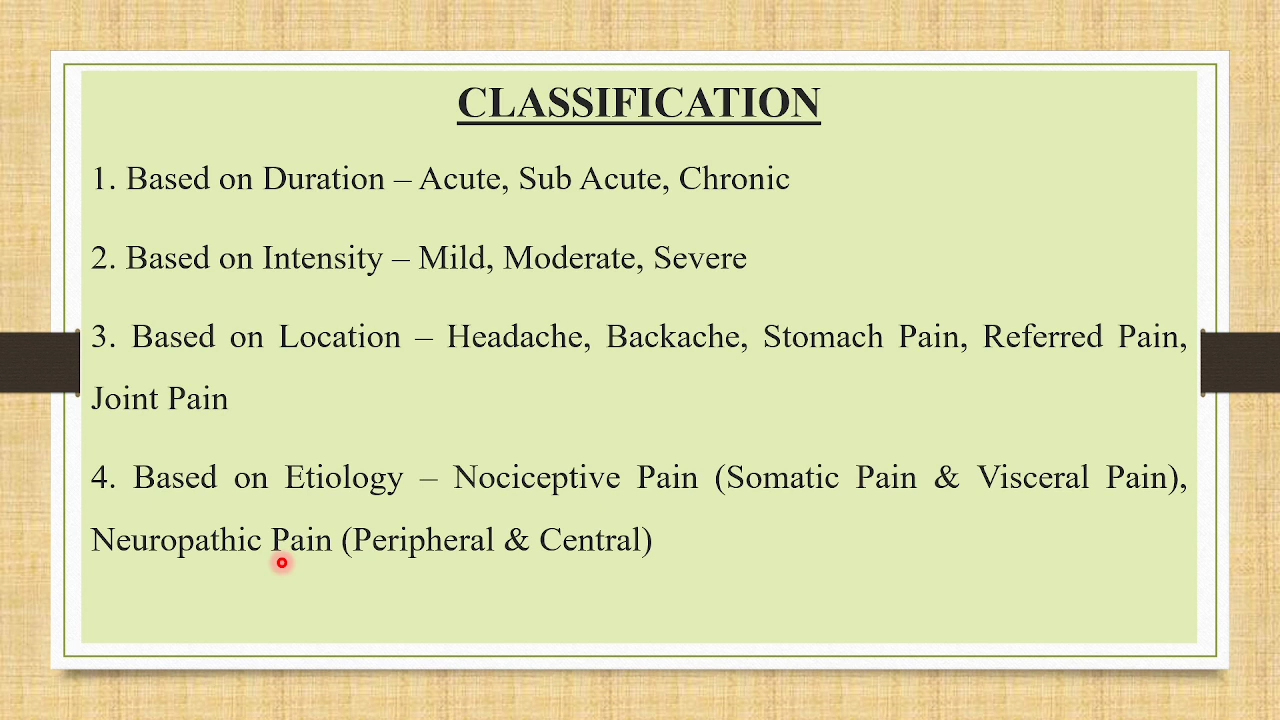 CLASSIFICATION
1. Based on Duration – Acute, Sub Acute, Chronic
2. Based on Intensity – Mild, Moderate, Severe
3. Based on Location – Headache, Backache, Stomach Pain, Referred Pain,
Joint Pain
4. Based on Etiology – Nociceptive Pain (Somatic Pain & Visceral Pain),
Neuropathic Pain (Peripheral & Central)